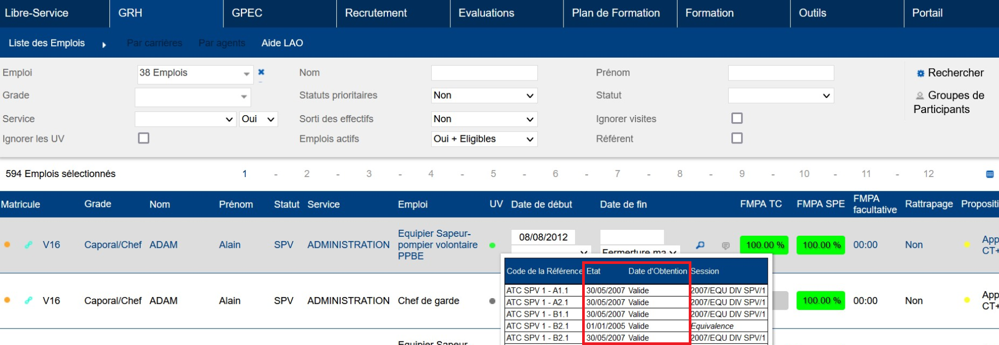 Libre-Service GRH GPEC Recrutement Evaluations Plan de Formation Formation Outils Portail
Liste des Emplois Par carrières Par agents Aide LAO
Emploi 38 Emplois Nom Prénom Rechercher
Grade Statuts prioritaires Non Statut Groupes de
Participants
Service Oui Sorti des effectifs Non Ignorer visites
Ignorer les UV Emplois actifs Oui + Eligibles Référent
594 Emplois sélectionnés 1 - 2 - 3 - 4 - 5 - 6 - 7 - 8 - 9 - 10 - 11 - 12
Matricule Grade Nom Prénom Statut Service Emploi UV Date de début Date de fin FMPA TC FMPA SPE FMPA
facultative Rattrapage Propositi
V16 Caporal/Chef ADAM Alain SPV ADMINISTRATION Equipier Sapeur-
pompier volontaire
PPBE 08/08/2012 Fermerture ma 100.00 % 100.00 % 00:00 Non App
CT+
Code de la Référence Etat Date d'Obtention Session
ATC SPV 1 - A1.1 30/05/2007 Valide 2007/EQU DIV SPV/1
ATC SPV 1 - A2.1 30/05/2007 Valide 2007/EQU DIV SPV/1
ATC SPV 1 - B1.1 30/05/2007 Valide 2007/EQU DIV SPV/1
ATC SPV 1 - B2.1 01/01/2005 Valide Equivalence
ATC SPV 1 - B2.1 30/05/2007 Valide 2007/EQU DIV SPV/1
V16 Caporal/Chef ADAM Alain SPV ADMINISTRATION Chef de garde 100.00 % 00:00 Non App
CT+
Equipier Sapeur-